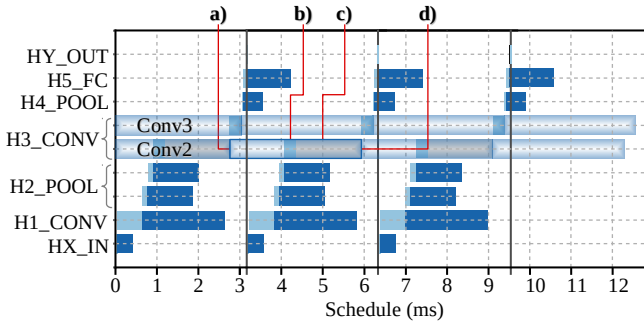 a) b) c) d)
HY_OUT
H5_FC
H4_POOL
Conv3
H3_CONV
Conv2
H2_POOL
H1_CONV
HX_IN
0 1 2 3 4 5 6 7 8 9 10 11 12
Schedule (ms)